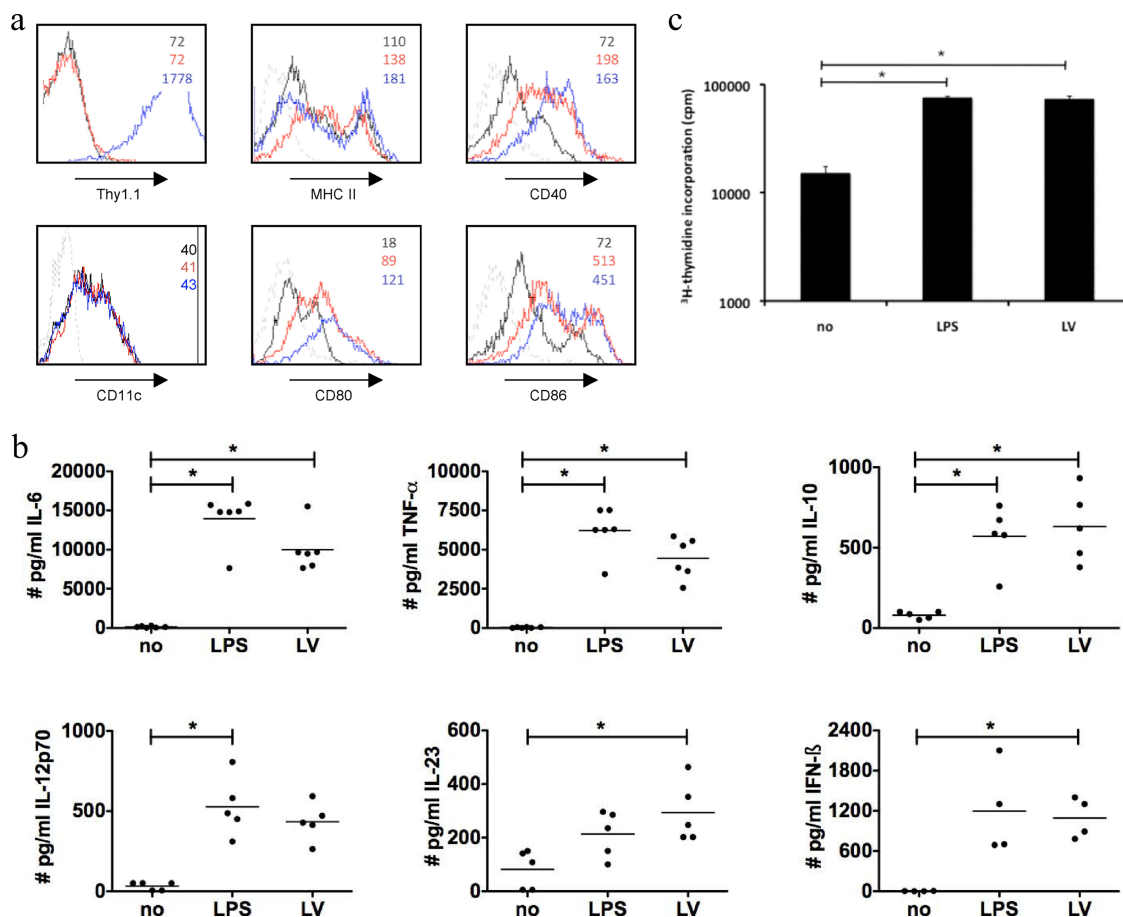 a
72
72
1778
Thy1.1
110
138
181
MHC II
72
198
163
CD40
40
41
43
CD11c
18
89
121
CD80
72
513
451
CD86
c
*
*
³H-thymidine incorporation (cpm)
100000
10000
1000
no LPS LV
b
*
*
# pg/ml IL-6
20000
15000
10000
5000
0
no LPS LV
*
*
# pg/ml TNF-α
7500
5000
2500
0
no LPS LV
*
*
# pg/ml IL-10
1000
500
0
no LPS LV
*
# pg/ml IL-12p70
1000
500
0
no LPS LV
*
# pg/ml IL-23
600
400
200
0
no LPS LV
*
# pg/ml IFN-ß
2400
1800
1200
600
0
no LPS LV